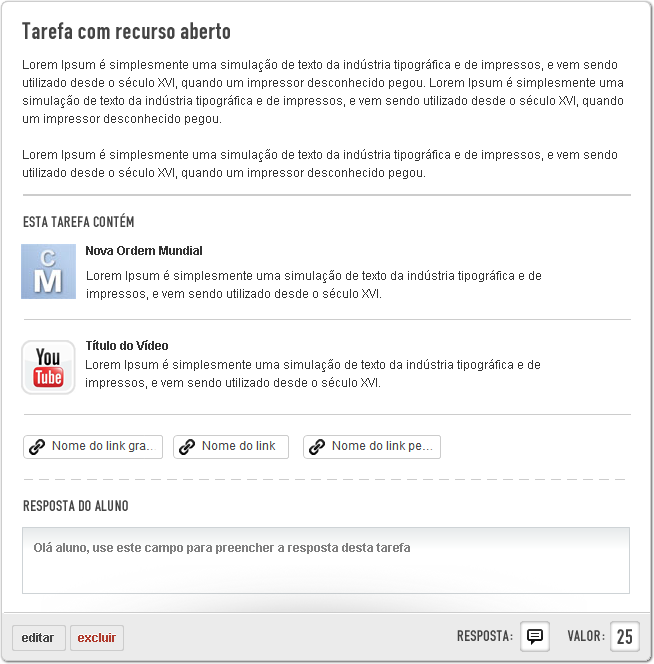 Tarefa com recurso aberto
Lorem Ipsum é simplesmente uma simulação de texto da indústria tipográfica e de impressos, e vem sendo
utilizado desde o século XVI, quando um impressor desconhecido pegou. Lorem Ipsum é simplesmente uma
simulação de texto da indústria tipográfica e de impressos, e vem sendo utilizado desde o século XVI, quando
um impressor desconhecido pegou.
Lorem Ipsum é simplesmente uma simulação de texto da indústria tipográfica e de impressos, e vem sendo
utilizado desde o século XVI, quando um impressor desconhecido pegou.
ESTA TAREFA CONTÉM
C
M
Nova Ordem Mundial
Lorem Ipsum é simplesmente uma simulação de texto da indústria tipográfica e de
impressos, e vem sendo utilizado desde o século XVI.
You
Tube
Título do Vídeo
Lorem Ipsum é simplesmente uma simulação de texto da indústria tipográfica e de
impressos, e vem sendo utilizado desde o século XVI.
Nome do link gra... Nome do link Nome do link pe...
RESPOSTA DO ALUNO
Olá aluno, use este campo para preencher a resposta desta tarefa
editar excluir RESPOSTA: VALOR: 25